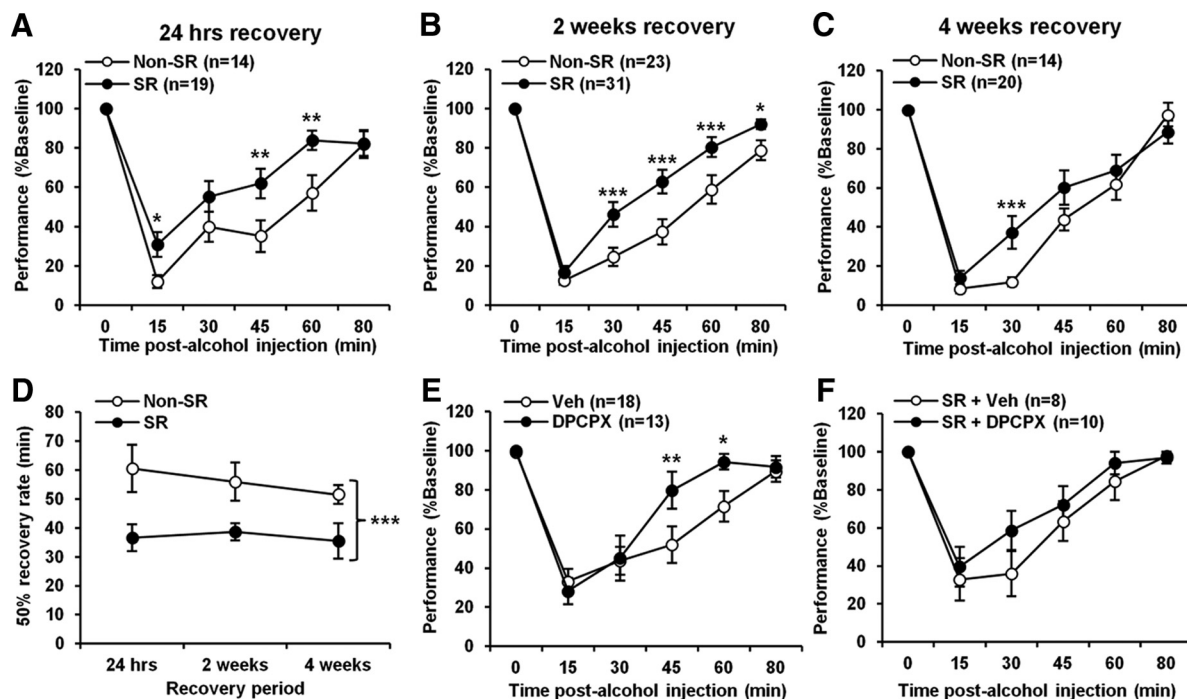 A
24 hrs recovery
Non-SR (n=14)
SR (n=19)
Performance (%Baseline)
120
100
80
60
40
20
0
*
**
**
0 15 30 45 60 80
Time post-alcohol injection (min)
B
2 weeks recovery
Non-SR (n=23)
SR (n=31)
Performance (%Baseline)
120
100
80
60
40
20
0
***
***
***
*
0 15 30 45 60 80
Time post-alcohol injection (min)
C
4 weeks recovery
Non-SR (n=14)
SR (n=20)
Performance (%Baseline)
120
100
80
60
40
20
0
***
0 15 30 45 60 80
Time post-alcohol injection (min)
D
Non-SR
SR
50% recovery rate (min)
80
70
60
50
40
30
20
10
0
***
24 hrs 2 weeks 4 weeks
Recovery period
E
Veh (n=18)
DPCPX (n=13)
Performance (%Baseline)
120
100
80
60
40
20
0
**
*
0 15 30 45 60 80
Time post-alcohol injection (min)
F
SR + Veh (n=8)
SR + DPCPX (n=10)
Performance (%Baseline)
120
100
80
60
40
20
0
0 15 30 45 60 80
Time post-alcohol injection (min)